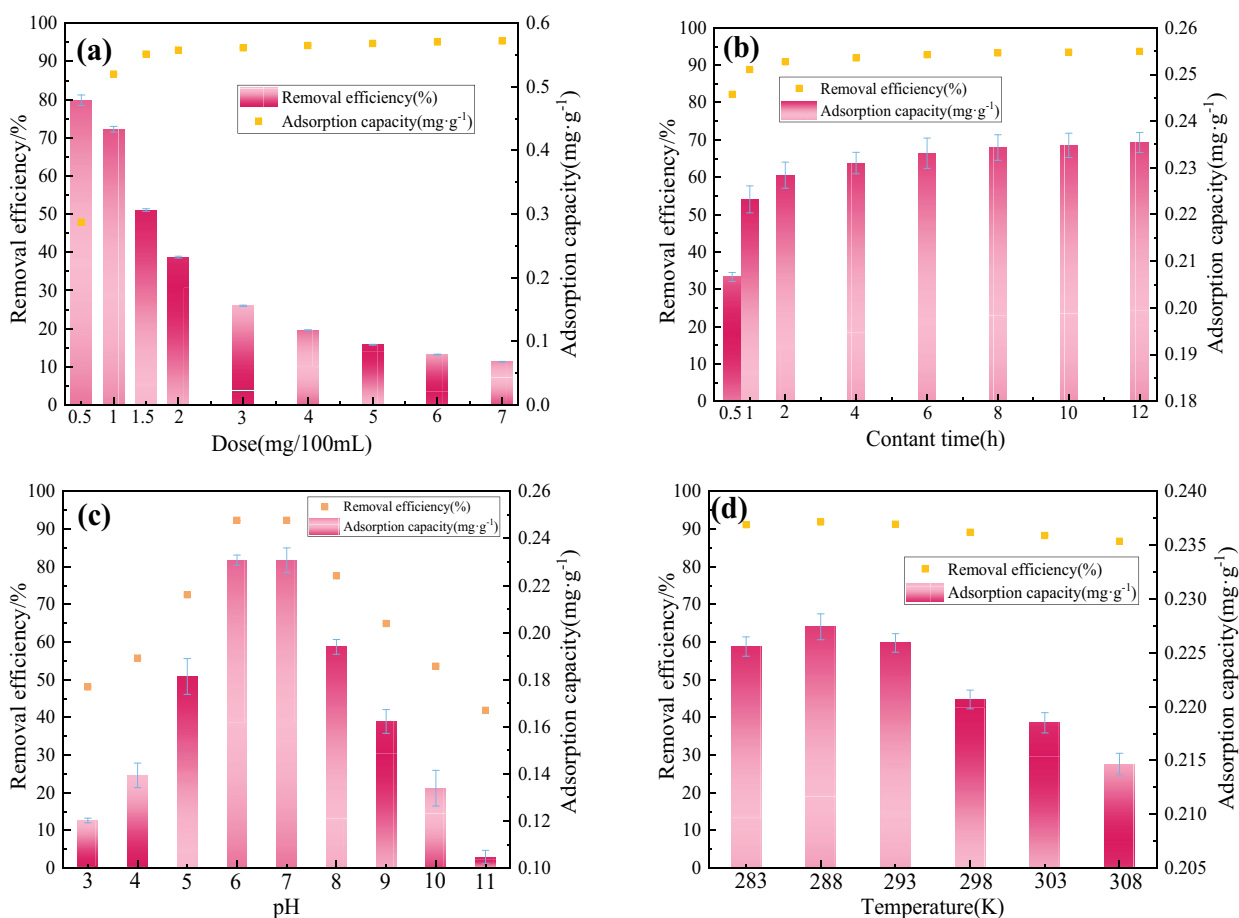 (a)
Removal efficiency/%
100
90
80
70
60
50
40
30
20
10
0
Removal efficiency(%)
Adsorption capacity(mg·g⁻¹)
0.6
0.5
0.4
0.3
0.2
0.1
0.0
Adsorption capacity(mg·g⁻¹)
0.5 1 1.5 2 3 4 5 6 7
Dose(mg/100mL)
(b)
Removal efficiency/%
100
90
80
70
60
50
40
30
20
10
0
Removal efficiency(%)
Adsorption capacity(mg·g⁻¹)
0.26
0.25
0.24
0.23
0.22
0.21
0.20
0.19
0.18
Adsorption capacity(mg·g⁻¹)
0.5 1 2 4 6 8 10 12
Contant time(h)
(c)
Removal efficiency/%
100
90
80
70
60
50
40
30
20
10
0
Removal efficiency(%)
Adsorption capacity(mg·g⁻¹)
0.26
0.24
0.22
0.20
0.18
0.16
0.14
0.12
0.10
Adsorption capacity(mg·g⁻¹)
3 4 5 6 7 8 9 10 11
pH
(d)
Removal efficiency/%
100
90
80
70
60
50
40
30
20
10
0
Removal efficiency(%)
Adsorption capacity(mg·g⁻¹)
0.240
0.235
0.230
0.225
0.220
0.215
0.210
0.205
Adsorption capacity(mg·g⁻¹)
283 288 293 298 303 308
Temperature(K)